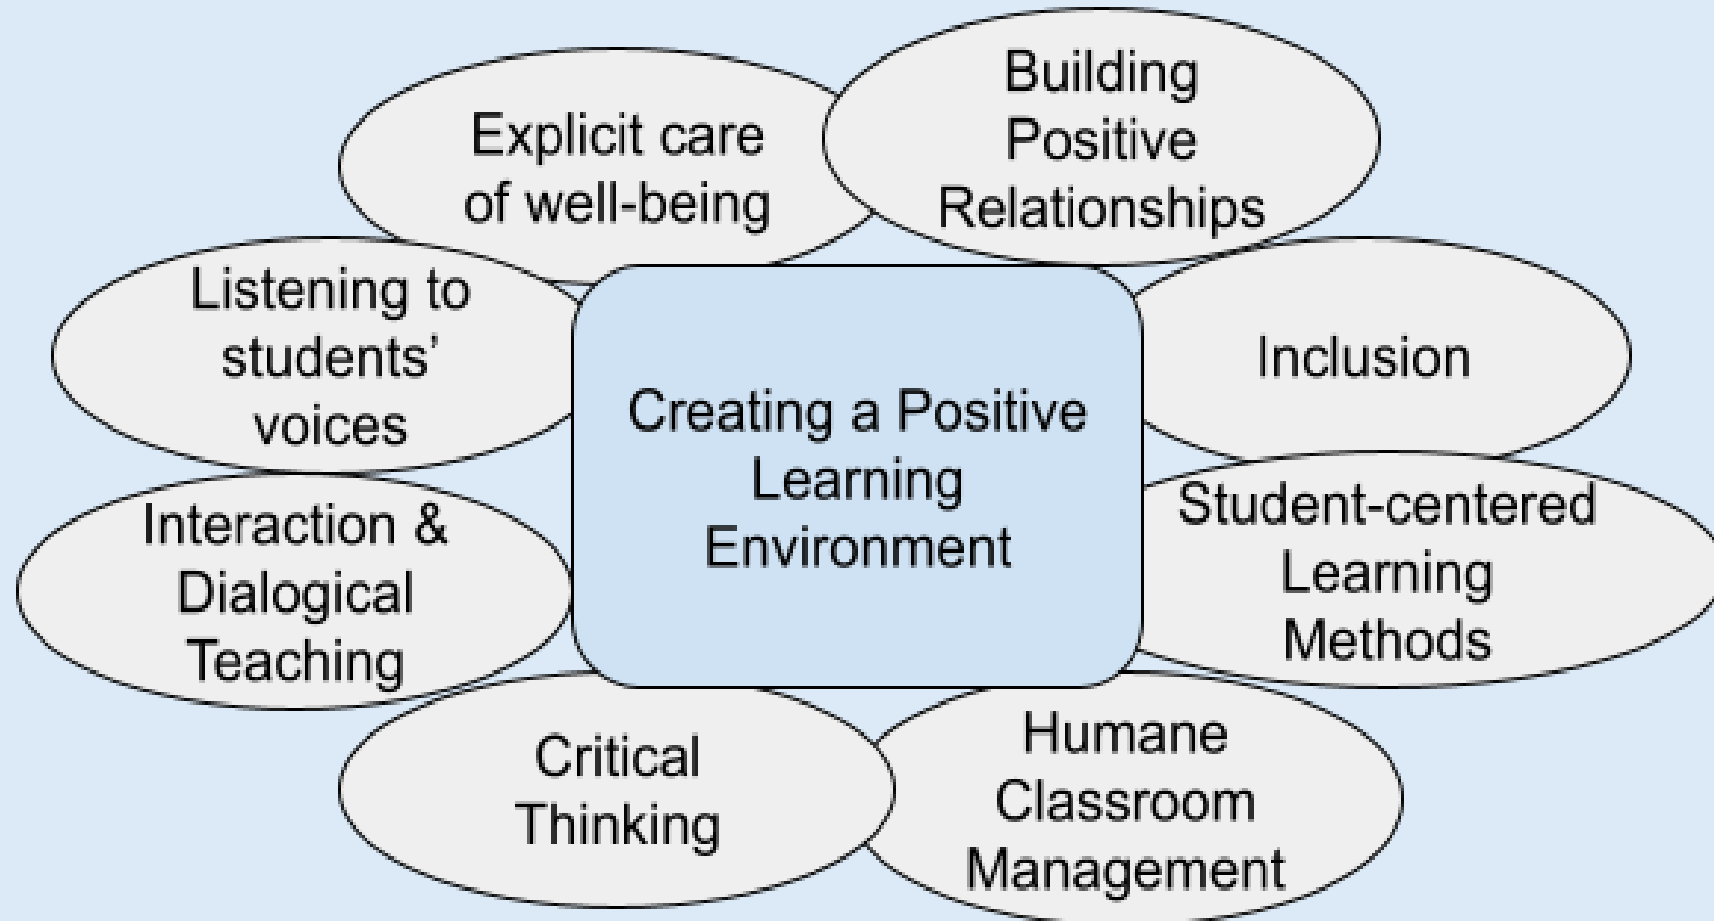 Explicit care
of well-being
Building
Positive
Relationships
Listening to
students’
voices
Inclusion
Creating a Positive
Learning
Environment
Interaction &
Dialogical
Teaching
Student-centered
Learning
Methods
Critical
Thinking
Humane
Classroom
Management